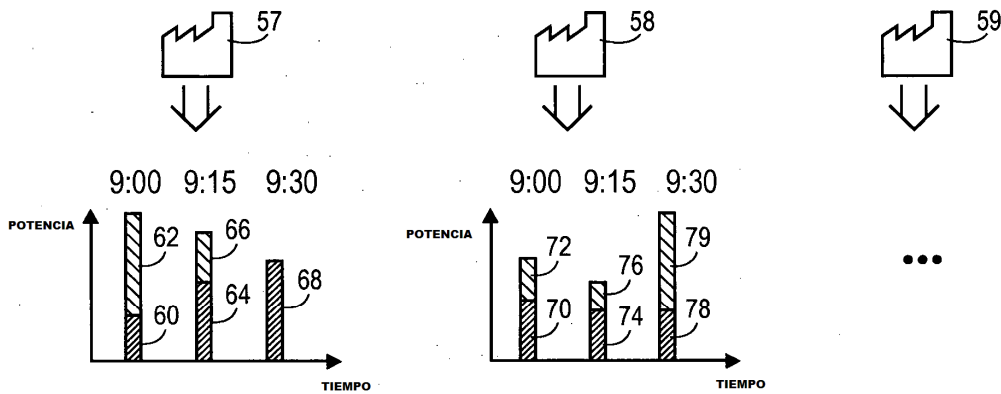 57
58
59
9:00 9:15 9:30
9:00 9:15 9:30
POTENCIA
62
66
60
64
68
TIEMPO
POTENCIA
72
76
79
70
74
78
TIEMPO
•••